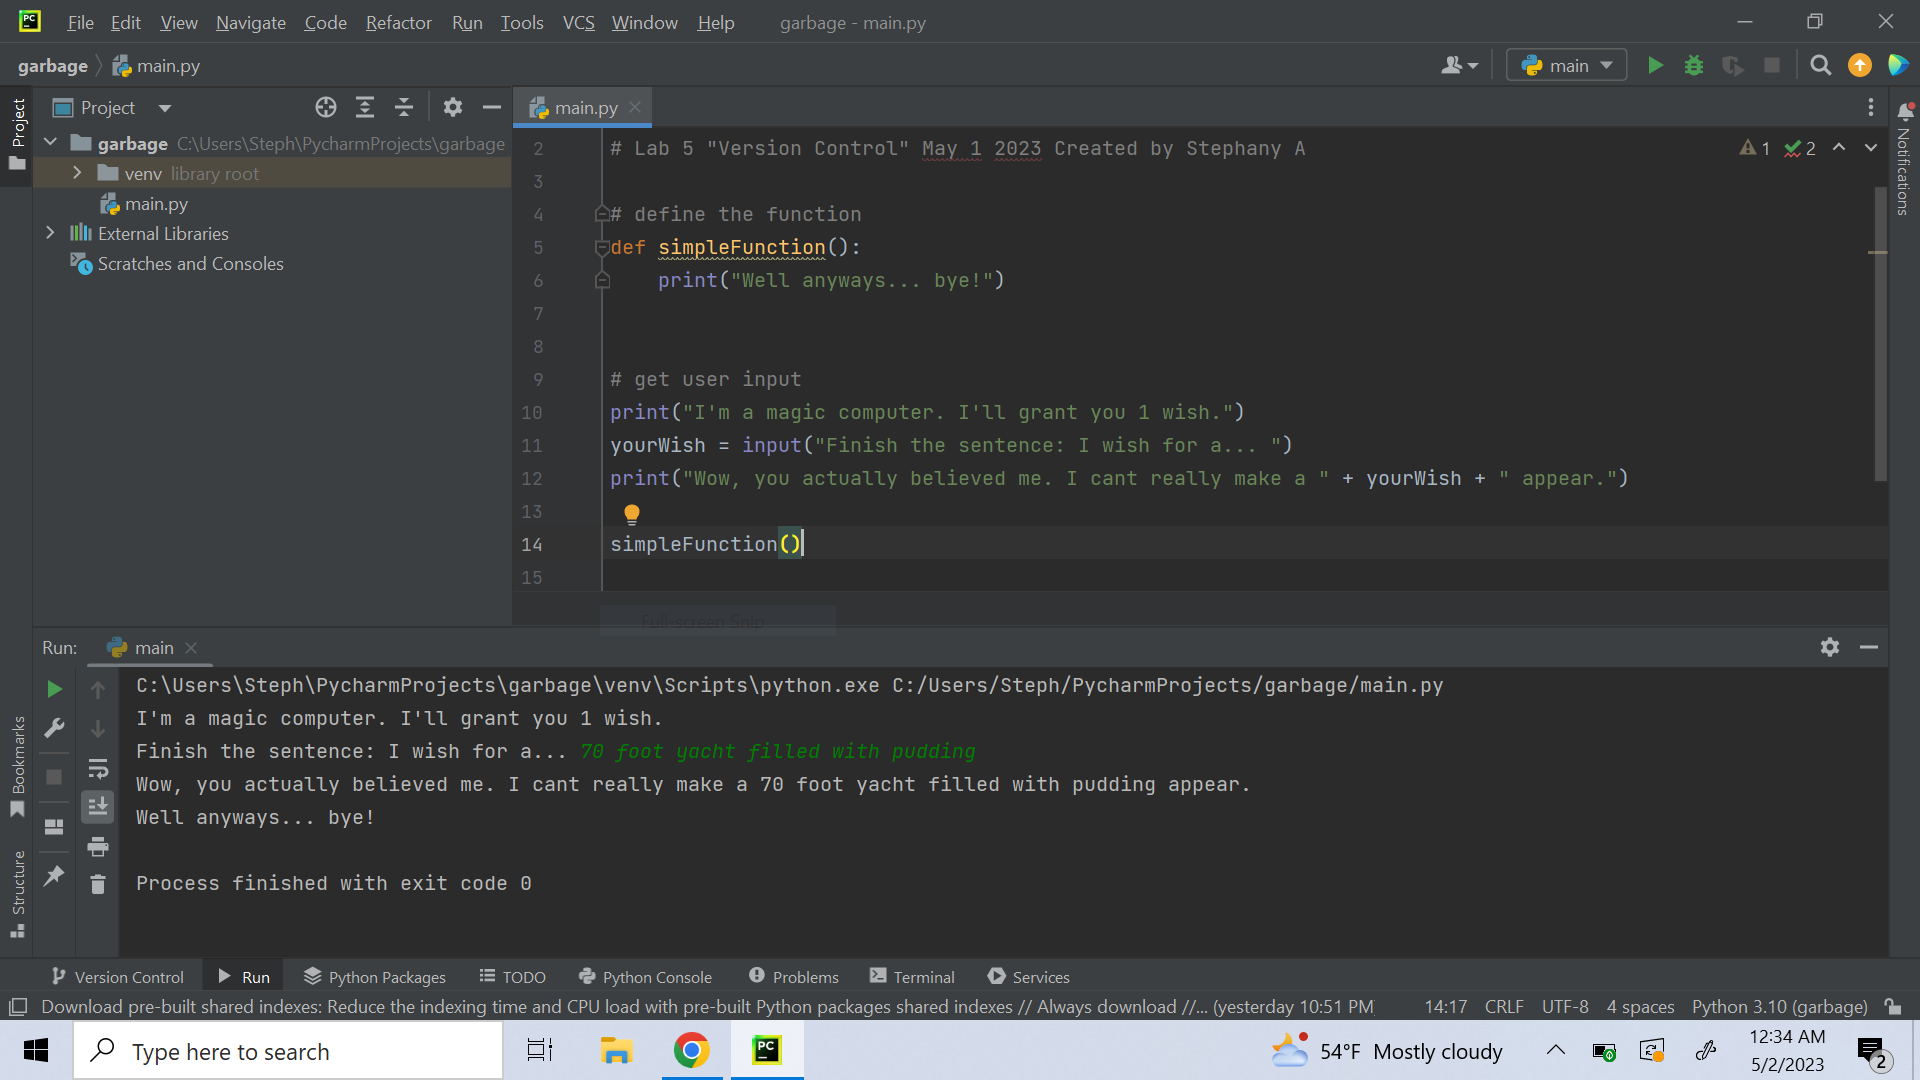 File Edit View Navigate Code Refactor Run Tools VCS Window Help garbage - main.py
garbage main.py
main
Project
Project
main.py
garbage C:\Users\Steph\PycharmProjects\garbage
venv library root
main.py
External Libraries
Scratches and Consoles
2 # Lab 5 "Version Control" May 1 2023 Created by Stephany A
1 2
3
4 # define the function
5 def simpleFunction():
6 print("Well anyways... bye!")
7
8
9 # get user input
10 print("I'm a magic computer. I'll grant you 1 wish.")
11 yourWish = input("Finish the sentence: I wish for a... ")
12 print("Wow, you actually believed me. I cant really make a " + yourWish + " appear.")
13
14 simpleFunction()
15
Notifications
Full-screen Snip
Run: main
C:\Users\Steph\PycharmProjects\garbage\venv\Scripts\python.exe C:/Users/Steph/PycharmProjects/garbage/main.py
I'm a magic computer. I'll grant you 1 wish.
Finish the sentence: I wish for a... 70 foot yacht filled with pudding
Wow, you actually believed me. I cant really make a 70 foot yacht filled with pudding appear.
Well anyways... bye!
Process finished with exit code 0
Bookmarks
Structure
Version Control Run Python Packages TODO Python Console Problems Terminal Services
Download pre-built shared indexes: Reduce the indexing time and CPU load with pre-built Python packages shared indexes // Always download //... (yesterday 10:51 PM) 14:17 CRLF UTF-8 4 spaces Python 3.10 (garbage)
Type here to search
PC
54°F Mostly cloudy
12:34 AM
5/2/2023
2